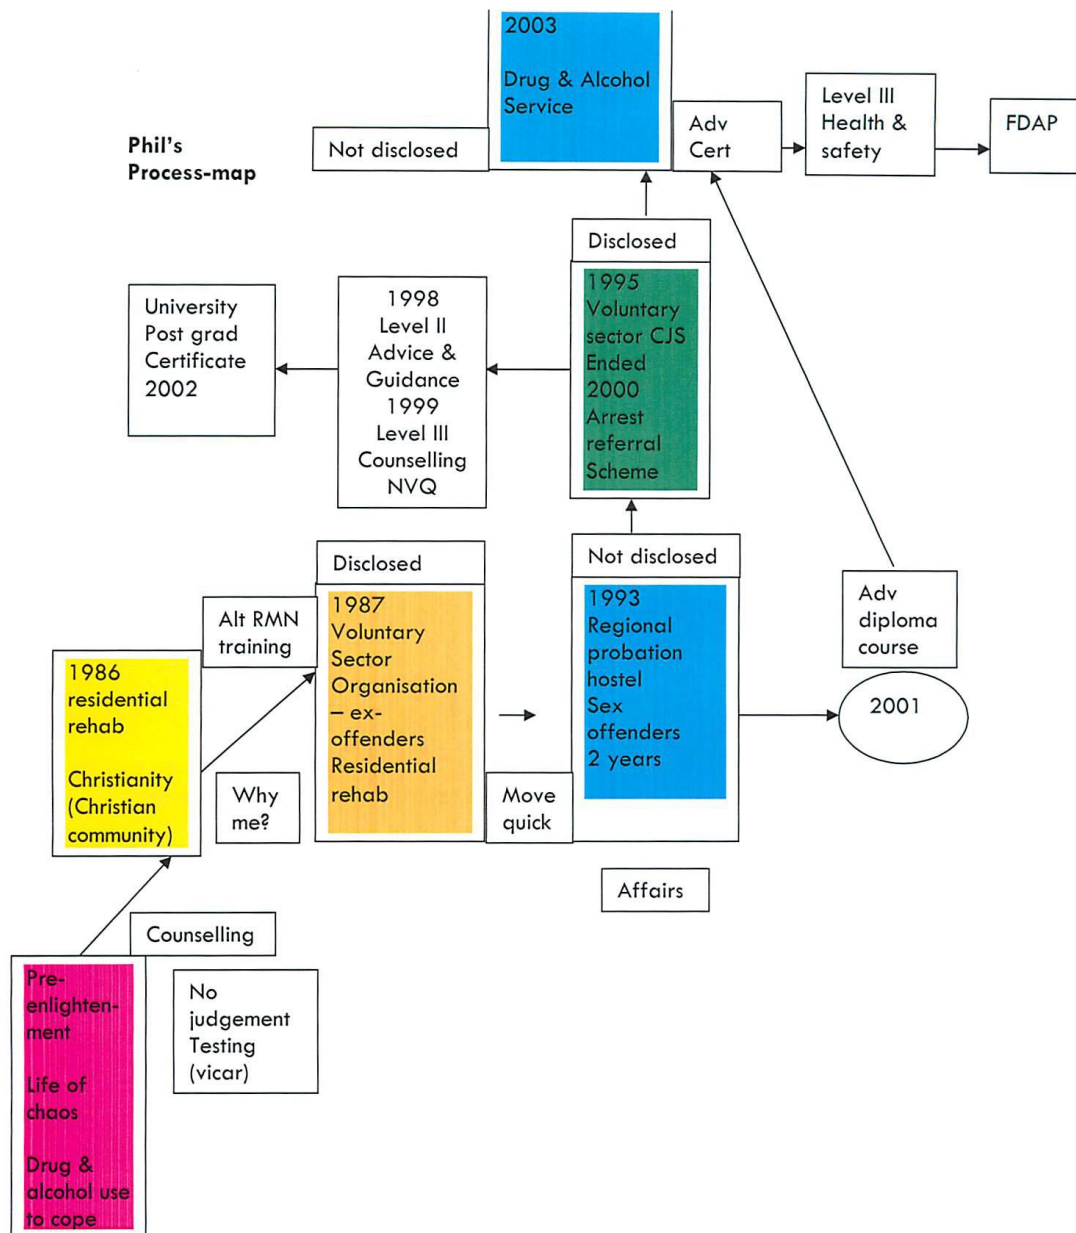 2003
Drug & Alcohol
Service
Phil's
Process-map
Not disclosed
Adv
Cert
Level III
Health &
safety
FDAP
Disclosed
1995
Voluntary
sector CJS
Ended
2000
Arrest
referral
Scheme
1998
Level II
Advice &
Guidance
1999
Level III
Counselling
NVQ
University
Post grad
Certificate
2002
Disclosed
1987
Voluntary
Sector
Organisation
– ex-
offenders
Residential
rehab
Not disclosed
1993
Regional
probation
hostel
Sex
offenders
2 years
Adv
diploma
course
2001
Alt RMN
training
1986
residential
rehab
Christianity
(Christian
community)
Why
me?
Move
quick
Affairs
Counselling
No
judgement
Testing
(vicar)
Pre-
enlighten-
ment
Life of
chaos
Drug &
alcohol use
to cope